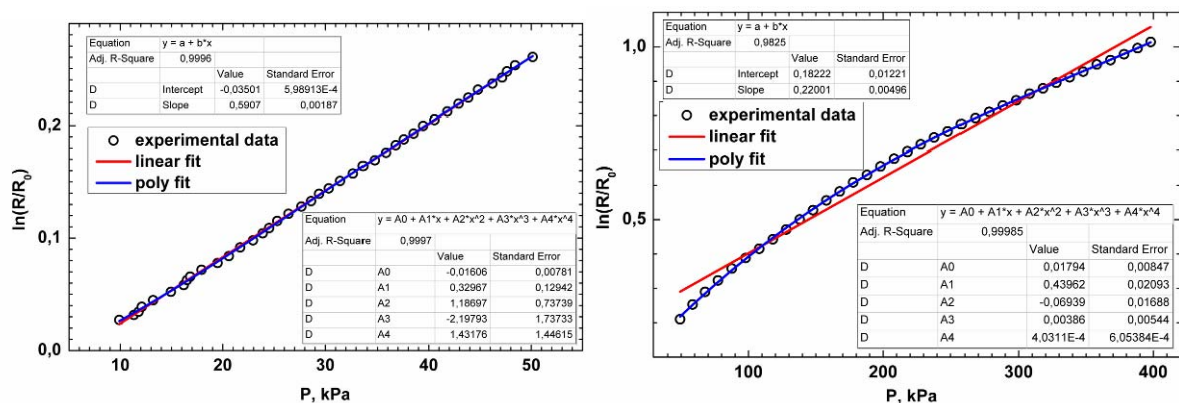 Equation y = a + b*x
Adj. R-Square 0,9996
Value Standard Error
D Intercept -0,03501 5,98913E-4
D Slope 0,5907 0,00187
experimental data
linear fit
poly fit
Equation y = A0 + A1*x + A2*x^2 + A3*x^3 + A4*x^4
Adj. R-Square 0,9997
Value Standard Error
D A0 -0,01606 0,00781
D A1 0,32967 0,12942
D A2 1,18697 0,73739
D A3 -2,19793 1,73733
D A4 1,43176 1,44615
ln(R/R0)
0,2
0,1
0,0
10 20 30 40 50
P, kPa
Equation y = a + b*x
Adj. R-Square 0,9825
Value Standard Error
D Intercept 0,18222 0,01221
D Slope 0,22001 0,00496
experimental data
linear fit
poly fit
Equation y = A0 + A1*x + A2*x^2 + A3*x^3 + A4*x^4
Adj. R-Square 0,99985
Value Standard Error
D A0 0,01794 0,00847
D A1 0,43962 0,02093
D A2 -0,06939 0,01688
D A3 0,00386 0,00544
D A4 4,0311E-4 6,05384E-4
ln(R/R0)
1,0
0,5
100 200 300 400
P, kPa